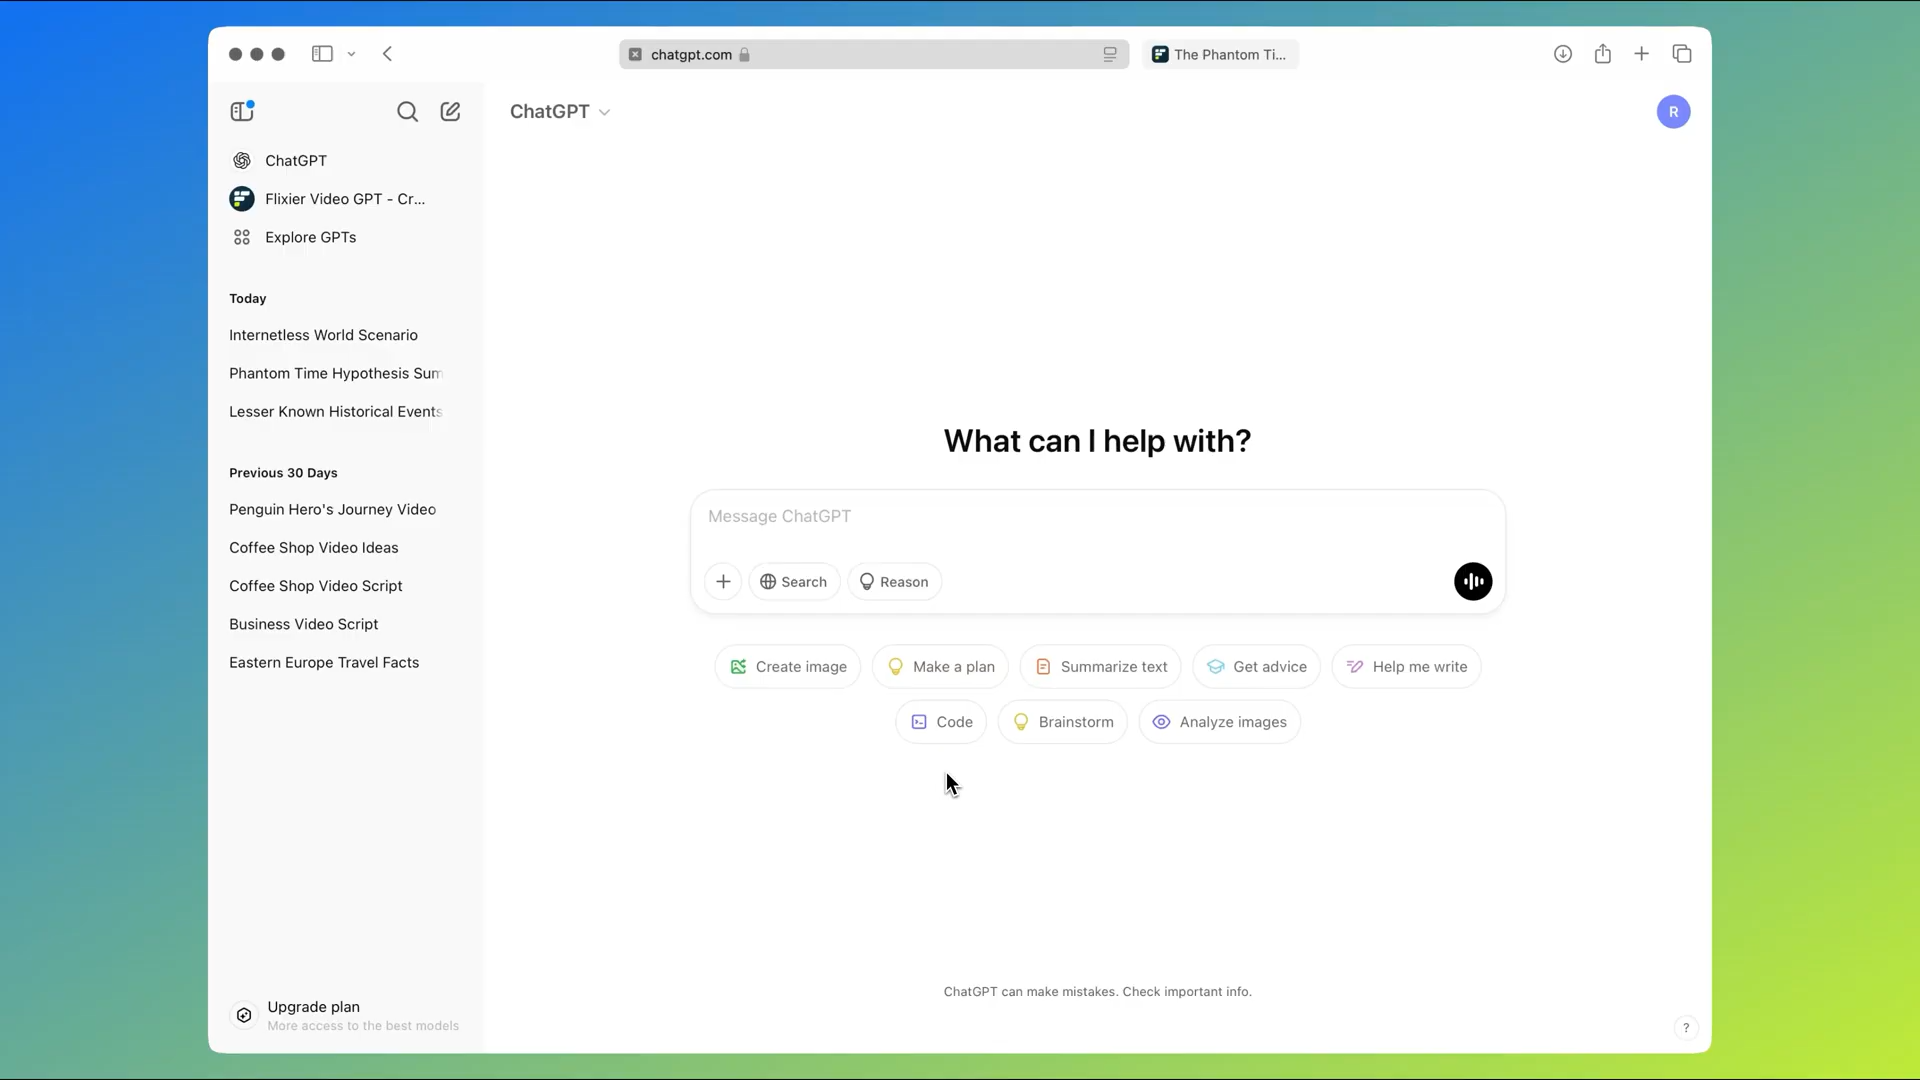 chatgpt.com
The Phantom Ti...
ChatGPT
Flixier Video GPT - Cr...
Explore GPTs
Today
Internetless World Scenario
Phantom Time Hypothesis Sum
Lesser Known Historical Events
Previous 30 Days
Penguin Hero's Journey Video
Coffee Shop Video Ideas
Coffee Shop Video Script
Business Video Script
Eastern Europe Travel Facts
Upgrade plan
More access to the best models
ChatGPT
R
What can I help with?
Message ChatGPT
Search
Reason
Create image
Make a plan
Summarize text
Get advice
Help me write
Code
Brainstorm
Analyze images
ChatGPT can make mistakes. Check important info.
?